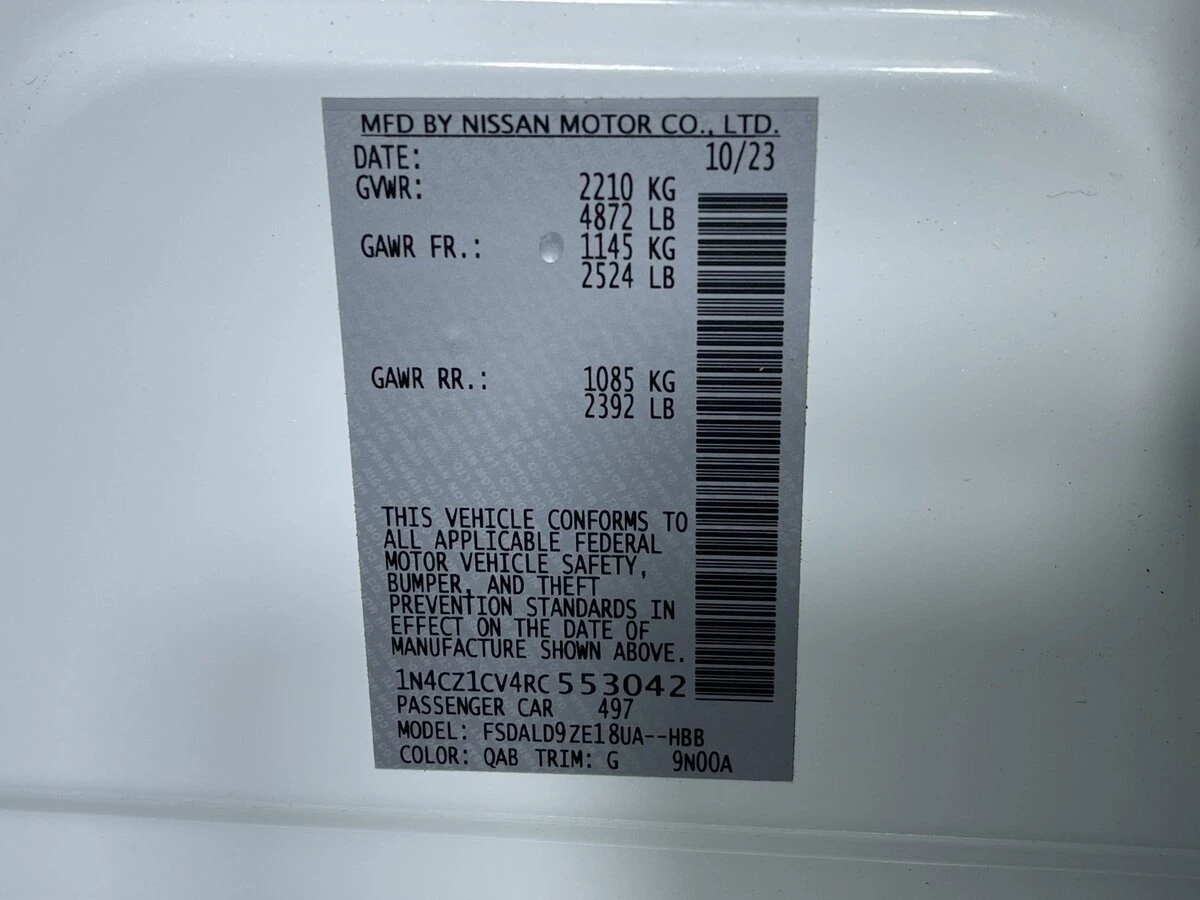 MFD BY NISSAN MOTOR CO., LTD.
DATE: 10/23
GVWR: 2210 KG
4872 LB
GAWR FR.: 1145 KG
2524 LB
GAWR RR.: 1085 KG
2392 LB
THIS VEHICLE CONFORMS TO
ALL APPLICABLE FEDERAL
MOTOR VEHICLE SAFETY,
BUMPER, AND THEFT
PREVENTION STANDARDS IN
EFFECT ON THE DATE OF
MANUFACTURE SHOWN ABOVE.
1N4CZ1CV4RC553042
PASSENGER CAR 497
MODEL: FSDALD9ZE18UA--HBB
COLOR: QAB TRIM: G 9N00A